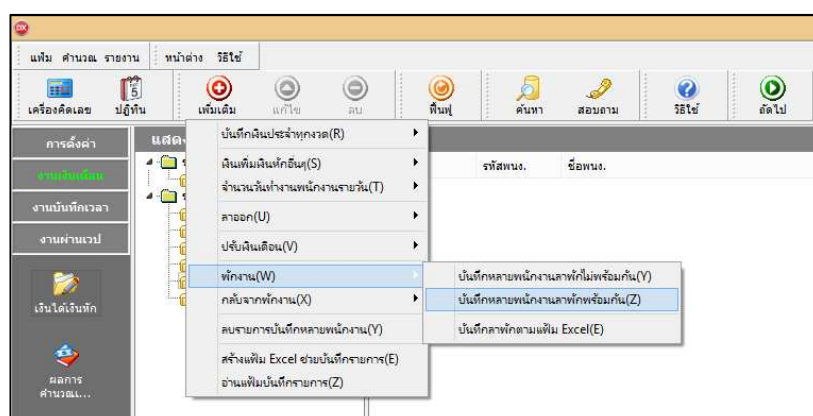 แฟ้ม คำนวณ รายงาน หน้าต่าง วิธีใช้
เครื่องคิดเลข ปฏิทิน เพิ่มเติม แก้ไข ลบ ฟื้นฟู ค้นหา สอบถาม วิธีใช้ ถัดไป
5
การตั้งค่า
งานเงินเดือน
งานบันทึกเวลา
งานผ่านเวป
เงินได้เงินหัก
ผลการ
คำนวณ...
แสดง
รหัสพนง. ชื่อพนง.
บันทึกเงินประจำทุกงวด(R)
เงินเพิ่มเงินหักอื่นๆ(S)
จำนวนวันทำงานพนักงานรายวัน(T)
ลาออก(U)
ปรับเงินเดือน(V)
พักงาน(W)
กลับจากพักงาน(X)
ลบรายการบันทึกหลายพนักงาน(Y)
สร้างแฟ้ม Excel ช่วยบันทึกรายการ(E)
อ่านแฟ้มบันทึกรายการ(Z)
บันทึกหลายพนักงานลาพักไม่พร้อมกัน(Y)
บันทึกหลายพนักงานลาพักพร้อมกัน(Z)
บันทึกลาพักตามแฟ้ม Excel(E)